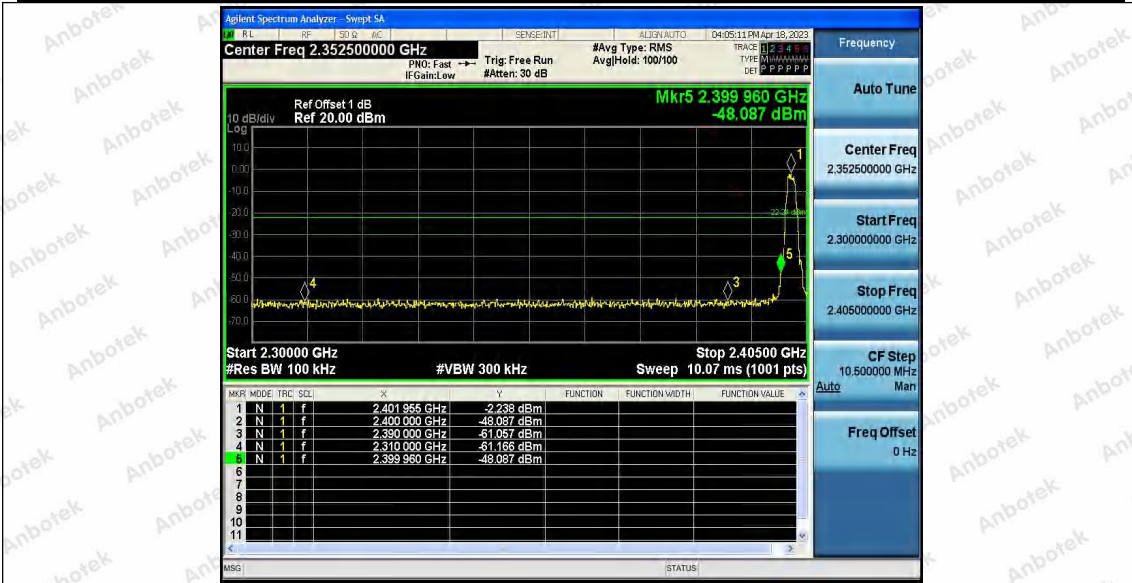 Agilent Spectrum Analyzer - Swept SA
RL RF 50 Ω AC SENSE:INT ALIGN AUTO 04:05:11 PM Apr 18, 2023
Center Freq 2.352500000 GHz
PNO: Fast
IFGain:Low
Trig: Free Run
#Atten: 30 dB
#Avg Type: RMS
Avg|Hold: 100/100
TRACE 1 2 3 4 5 6
TYPE M
DET P P P P P P
Frequency
Auto Tune
Center Freq
2.352500000 GHz
Start Freq
2.300000000 GHz
Stop Freq
2.405000000 GHz
CF Step
10.500000 MHz
Auto Man
Freq Offset
0 Hz
Mkr5 2.399 960 GHz
-48.087 dBm
Ref Offset 1 dB
10 dB/div Ref 20.00 dBm
Log
10.0
0.00
-10.0
-20.0
-30.0
-40.0
-50.0
-60.0
-70.0
1
5
4
3
Start 2.30000 GHz Stop 2.40500 GHz
#Res BW 100 kHz #VBW 300 kHz Sweep 10.07 ms (1001 pts)
MKR MODE TRC SCL X Y FUNCTION FUNCTION WIDTH FUNCTION VALUE
1 N 1 f 2.401 955 GHz -2.238 dBm
2 N 1 f 2.400 000 GHz -48.087 dBm
3 N 1 f 2.390 000 GHz -61.057 dBm
4 N 1 f 2.310 000 GHz -61.166 dBm
5 N 1 f 2.399 960 GHz -48.087 dBm
6
7
8
9
10
11
MSG STATUS
Anbotek